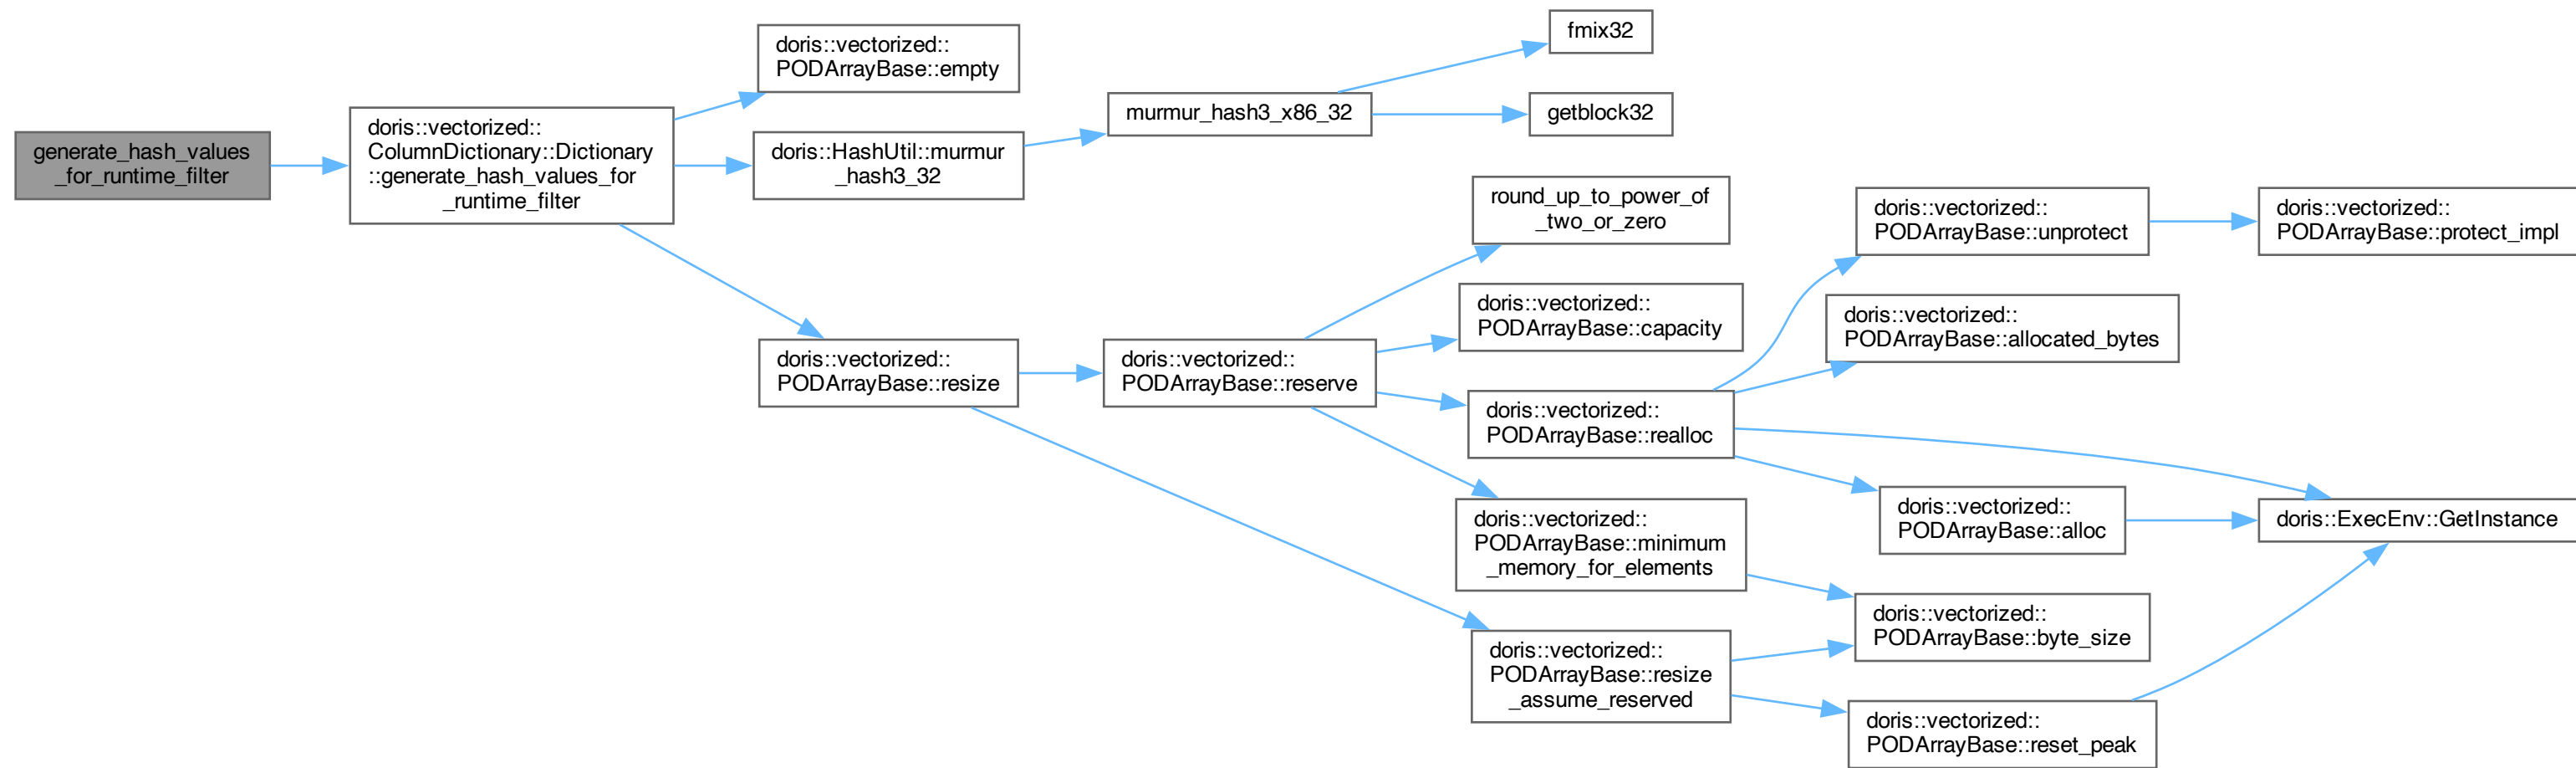 generate_hash_values
_for_runtime_filter
doris::vectorized::
ColumnDictionary::Dictionary
::generate_hash_values_for
_runtime_filter
doris::vectorized::
PODArrayBase::empty
doris::HashUtil::murmur
_hash3_32
doris::vectorized::
PODArrayBase::resize
murmur_hash3_x86_32
doris::vectorized::
PODArrayBase::reserve
fmix32
getblock32
round_up_to_power_of
_two_or_zero
doris::vectorized::
PODArrayBase::capacity
doris::vectorized::
PODArrayBase::realloc
doris::vectorized::
PODArrayBase::minimum
_memory_for_elements
doris::vectorized::
PODArrayBase::resize
_assume_reserved
doris::vectorized::
PODArrayBase::unprotect
doris::vectorized::
PODArrayBase::allocated_bytes
doris::vectorized::
PODArrayBase::alloc
doris::vectorized::
PODArrayBase::byte_size
doris::vectorized::
PODArrayBase::reset_peak
doris::vectorized::
PODArrayBase::protect_impl
doris::ExecEnv::GetInstance